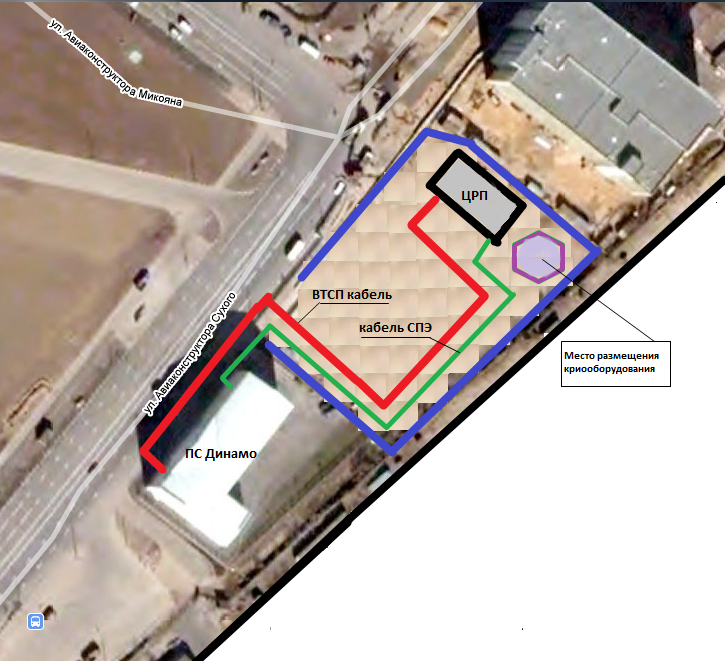 ул. Авиаконструктора Микояна
ЦРП
ВТСП кабель
кабель СПЭ
Место размещения
криооборудования
ул. Авиаконструктора Сухого
ПС Динамо